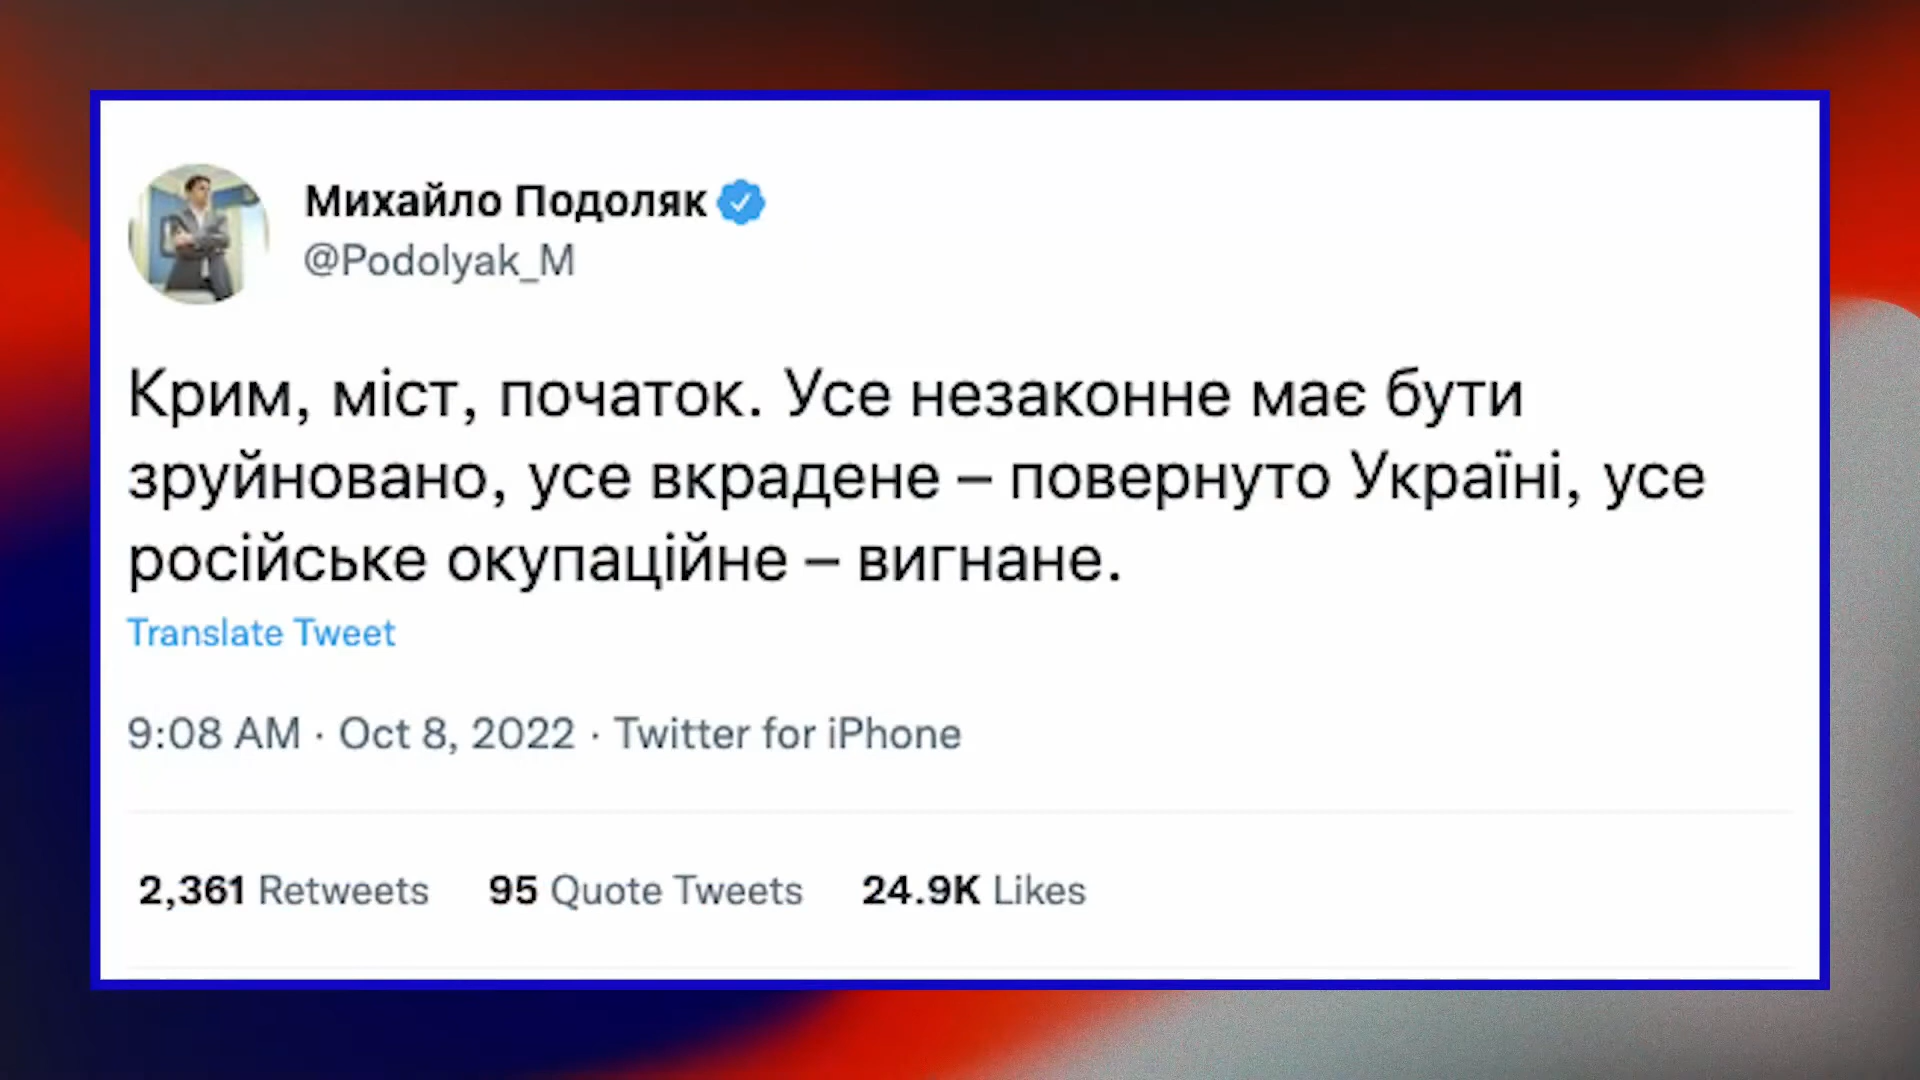 Михайло Подоляк
@Podolyak_M
Крим, міст, початок. Усе незаконне має бути
зруйновано, усе вкрадене – повернуто Україні, усе
російське окупаційне – вигнане.
Translate Tweet
9:08 AM · Oct 8, 2022 · Twitter for iPhone
2,361 Retweets 95 Quote Tweets 24.9K Likes